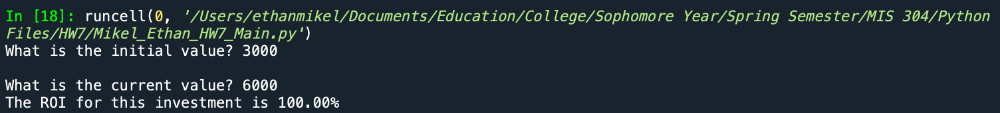 In [18]: runcell(0, '/Users/ethanmikel/Documents/Education/College/Sophomore Year/Spring Semester/MIS 304/Python
Files/HW7/Mikel_Ethan_HW7_Main.py')
What is the initial value? 3000
What is the current value? 6000
The ROI for this investment is 100.00%